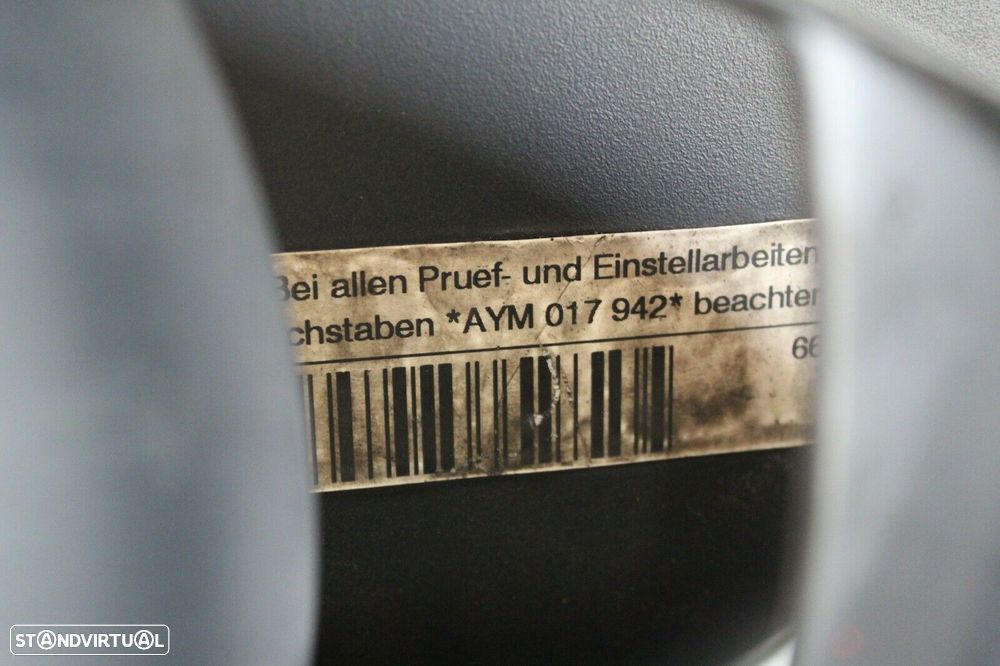 Bei allen Pruef- und Einstellarbeiten
chstaben *AYM 017 942* beachten
66
STANDVIRTUAL